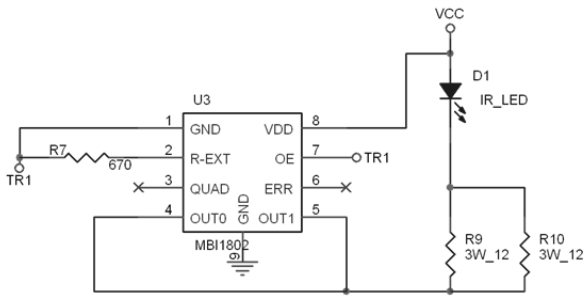 VCC
D1
IR_LED
U3
1 GND VDD 8
R7 670 2 R-EXT OE 7 TR1
TR1
3 QUAD ERR 6
4 OUT0 GND OUT1 5
MBI1802
9
R9
3W_12
R10
3W_12